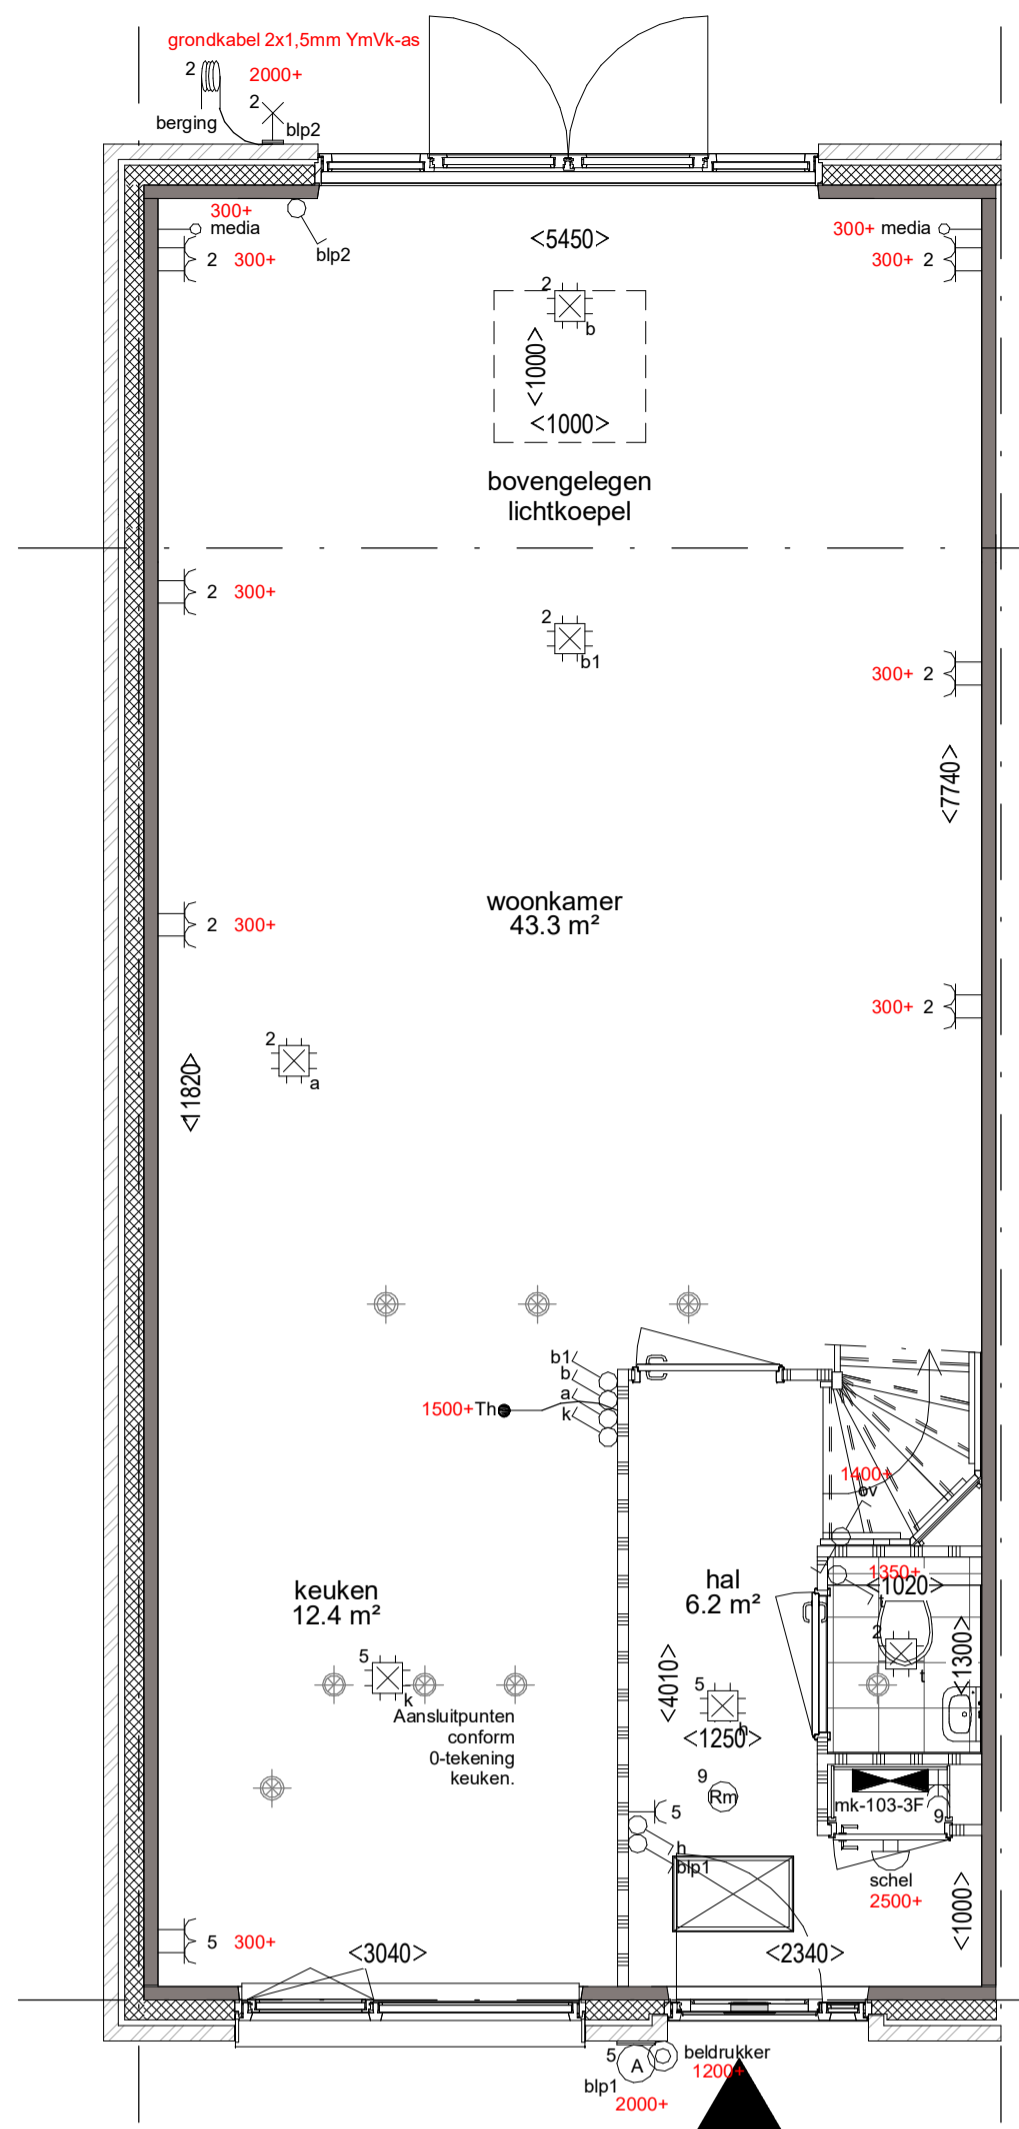 grondkabel 2x1,5mm YmVk-as
2
2000+
2
berging
blp2
300+
media
2 300+
blp2
<5450>
300+ media
300+ 2
2
b
<1000>
<1000>
bovengelegen
lichtkoepel
2 300+
2
b1
300+ 2
<7740>
woonkamer
43.3 m²
2 300+
300+ 2
2
a
<11820>
b1
b
a
k
1500+ Th
1400+
ov
1350+
<1020>
keuken
12.4 m²
hal
6.2 m²
2
t
<1300>
5
k
Aansluitpunten
conform
0-tekening
keuken.
<4010>
5
h
<1250>
9
Rm
mk-103-3F
9
5
h
blp1
schel
2500+
<1000>
5 300+
<3040>
<2340>
5
A
blp1
2000+
beldrukker
1200+